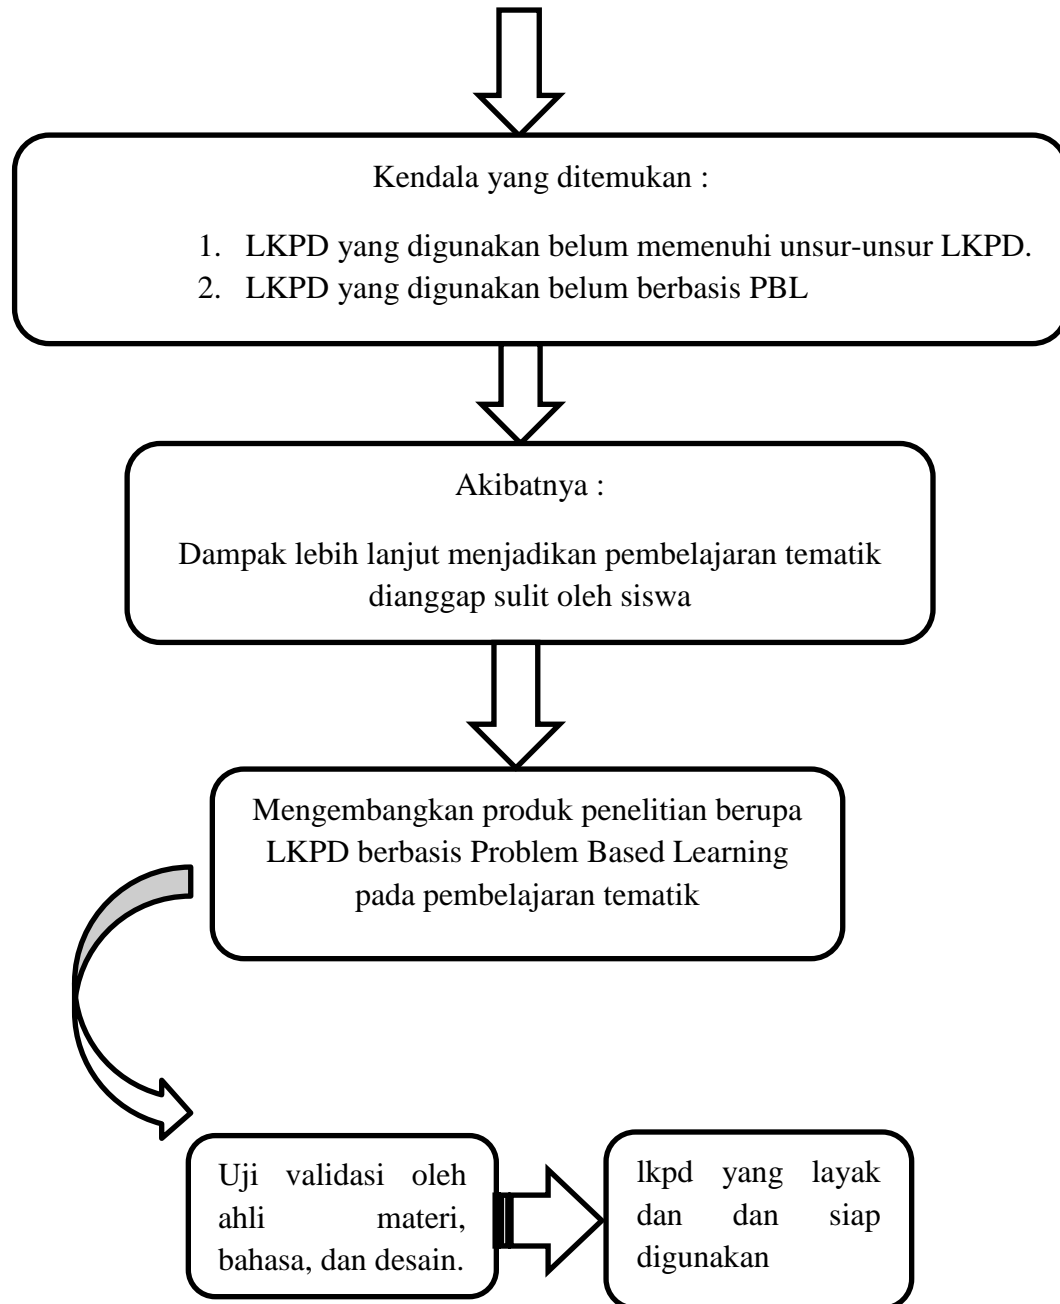 Kendala yang ditemukan :
1. LKPD yang digunakan belum memenuhi unsur-unsur LKPD.
2. LKPD yang digunakan belum berbasis PBL
Akibatnya :
Dampak lebih lanjut menjadikan pembelajaran tematik
dianggap sulit oleh siswa
Mengembangkan produk penelitian berupa
LKPD berbasis Problem Based Learning
pada pembelajaran tematik
Uji validasi oleh
ahli materi,
bahasa, dan desain.
lkpd yang layak
dan dan siap
digunakan